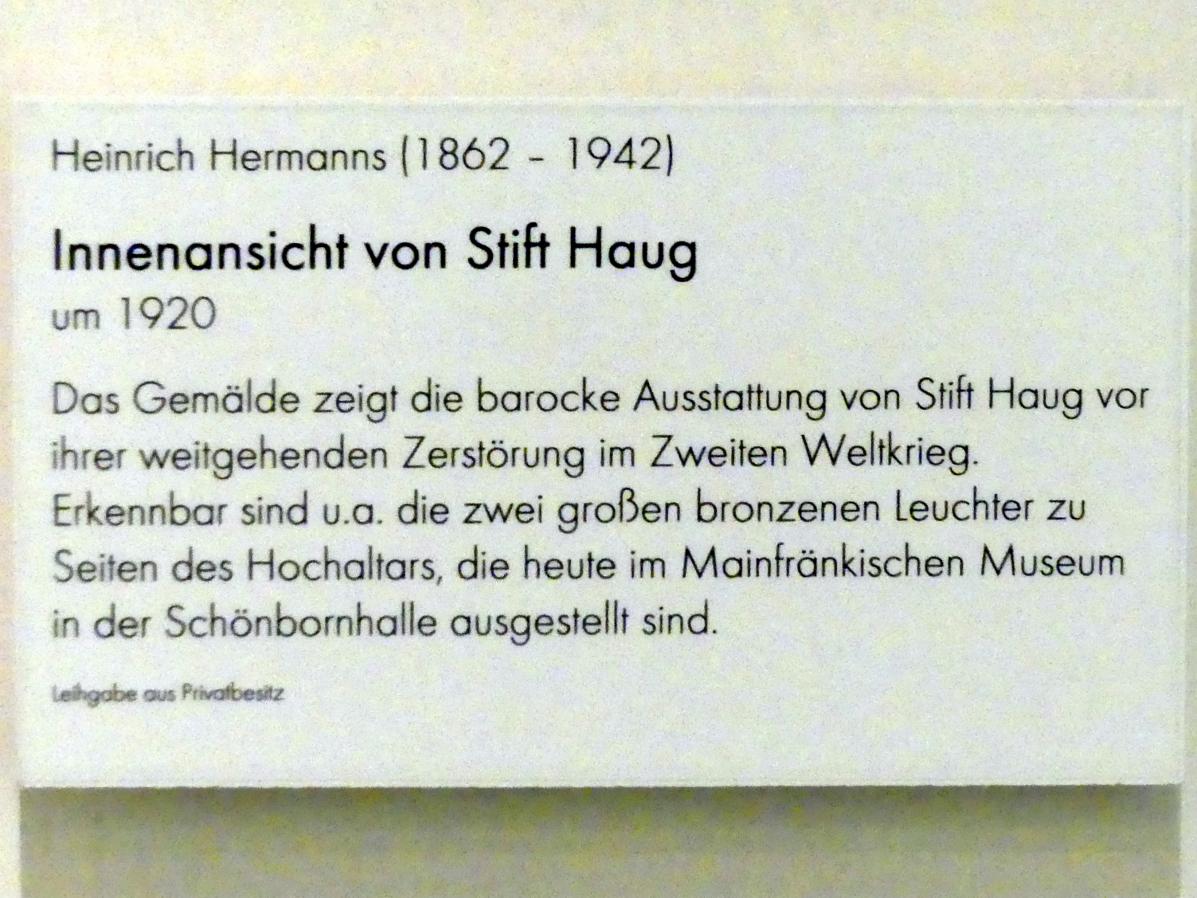 Heinrich Hermanns (1862 - 1942)
Innenansicht von Stift Haug
um 1920
Das Gemälde zeigt die barocke Ausstattung von Stift Haug vor
ihrer weitgehenden Zerstörung im Zweiten Weltkrieg.
Erkennbar sind u.a. die zwei großen bronzenen Leuchter zu
Seiten des Hochaltars, die heute im Mainfränkischen Museum
in der Schönbornhalle ausgestellt sind.
Leihgabe aus Privatbesitz